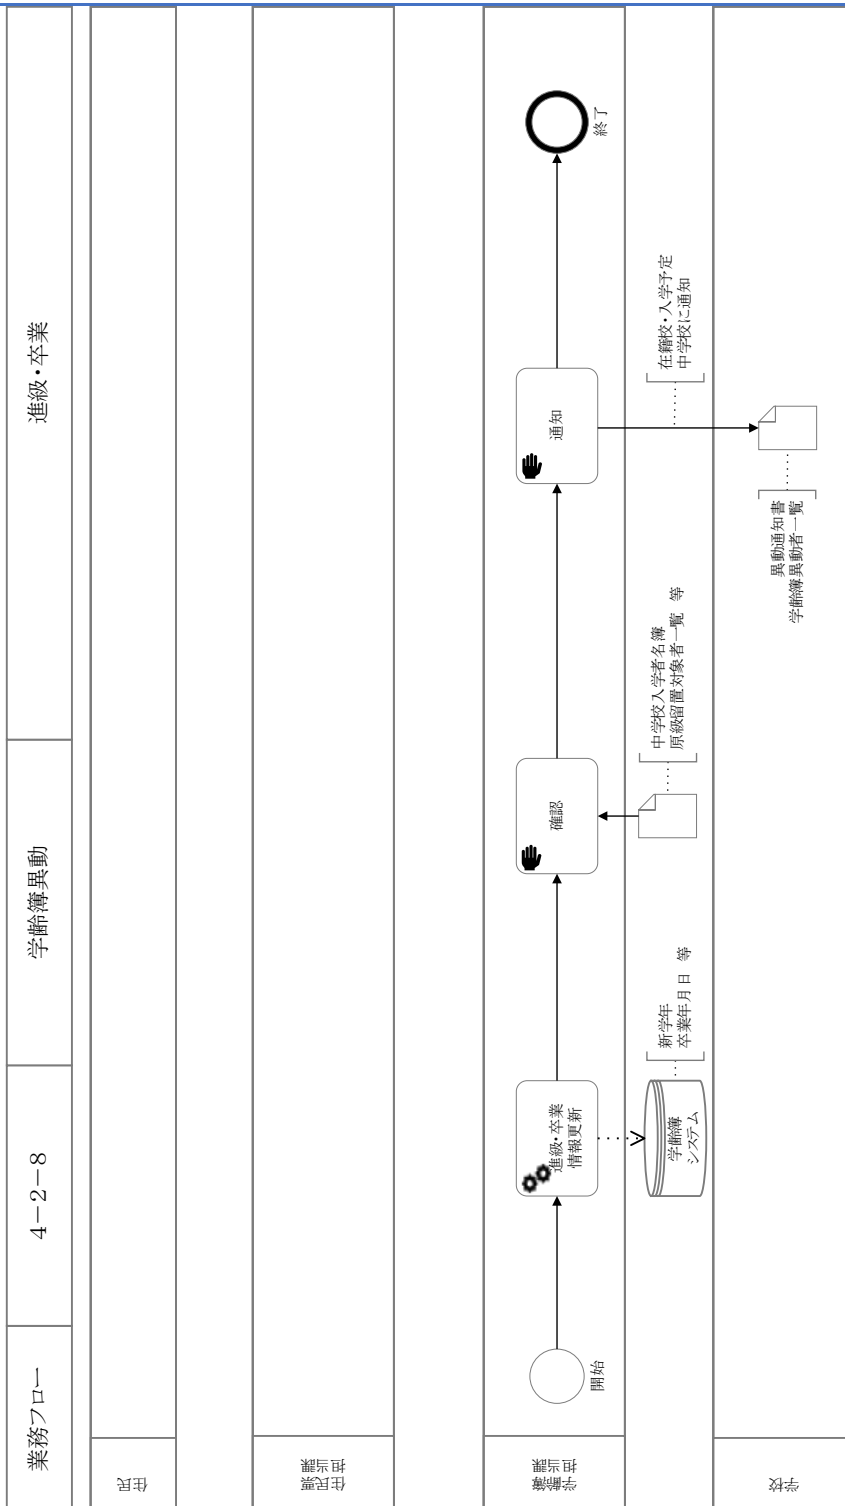 業務フロー
4－2－8
学齢簿異動
進級・卒業
住民
住民票
担当課
学齢簿
担当課
学校
開始
進級・卒業
情報更新
確認
通知
終了
学齢簿
システム
新学年
卒業年月日　等
中学校入学者名簿
原級留置対象者一覧　等
在籍校・入学予定
中学校に通知
異動通知書
学齢簿異動者一覧